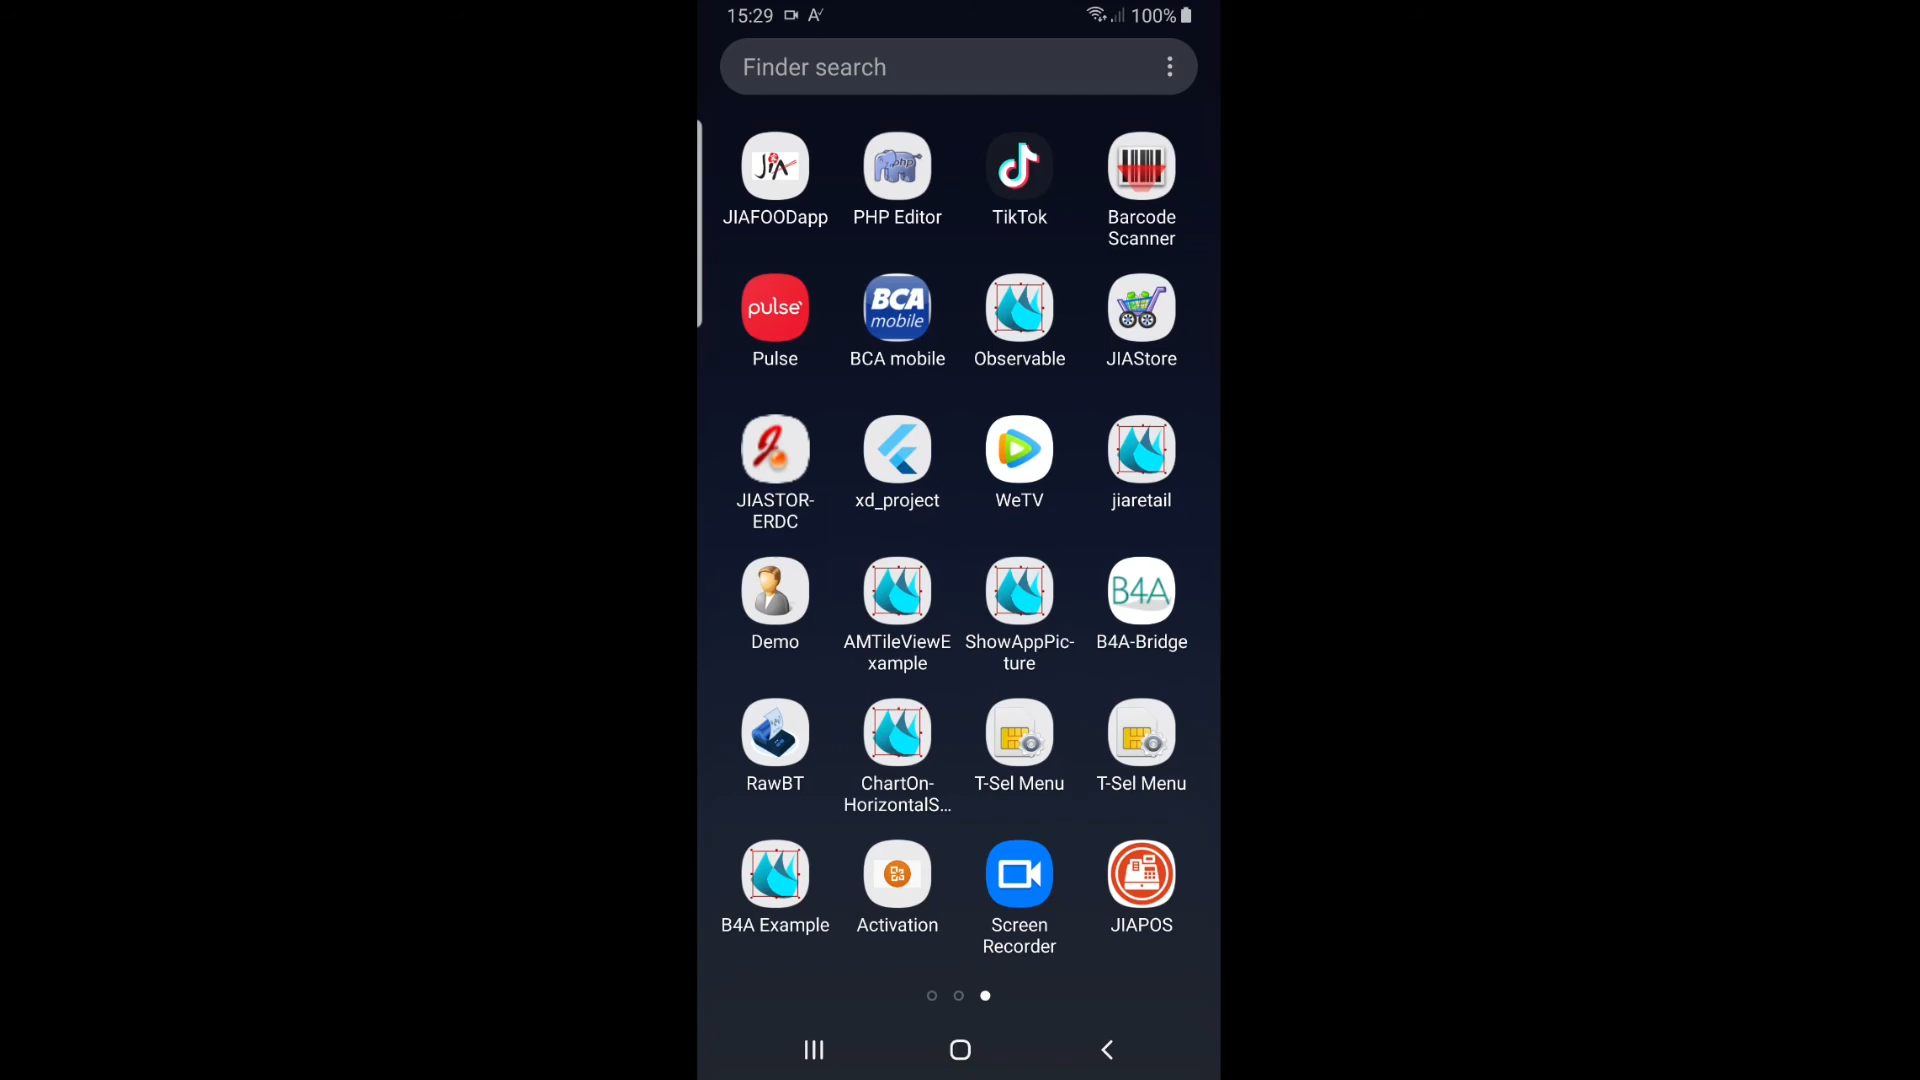 15:29
100%
Finder search
JIA
php
JIAFOODapp
PHP Editor
TikTok
Barcode
Scanner
pulse
BCA
mobile
Pulse
BCA mobile
Observable
JIAStore
JIASTOR-
ERDC
xd_project
WeTV
jiaretail
B4A
Demo
AMTileViewE
xample
ShowAppPic-
ture
B4A-Bridge
RawBT
ChartOn-
HorizontalS...
T-Sel Menu
T-Sel Menu
B4A Example
Activation
Screen
Recorder
JIAPOS